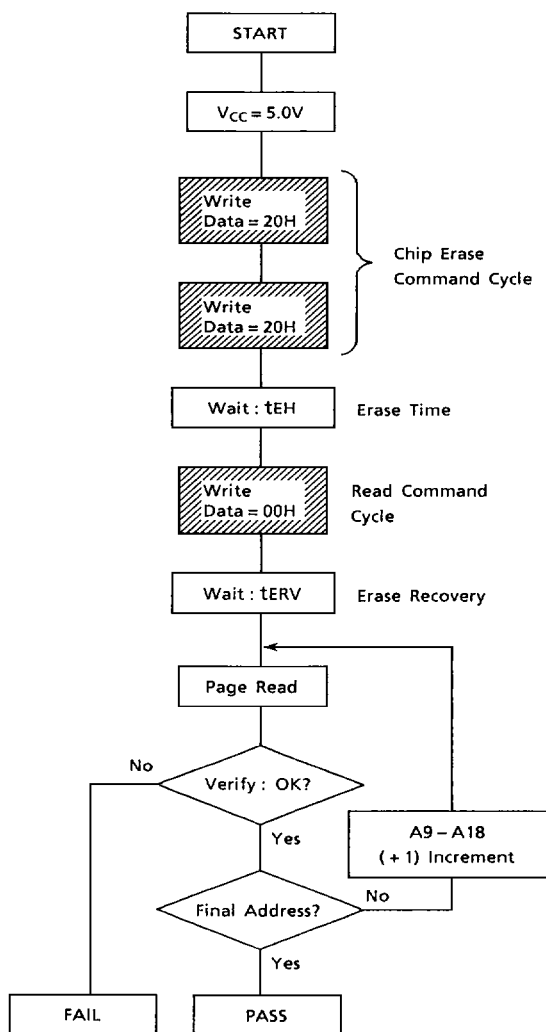 START
VCC = 5.0V
Write
Data = 20H
Chip Erase
Command Cycle
Write
Data = 20H
Wait : tEH
Erase Time
Write
Data = 00H
Read Command
Cycle
Wait : tERV
Erase Recovery
Page Read
No
Verify : OK?
Yes
A9 – A18
( + 1) Increment
Final Address?
No
Yes
FAIL
PASS